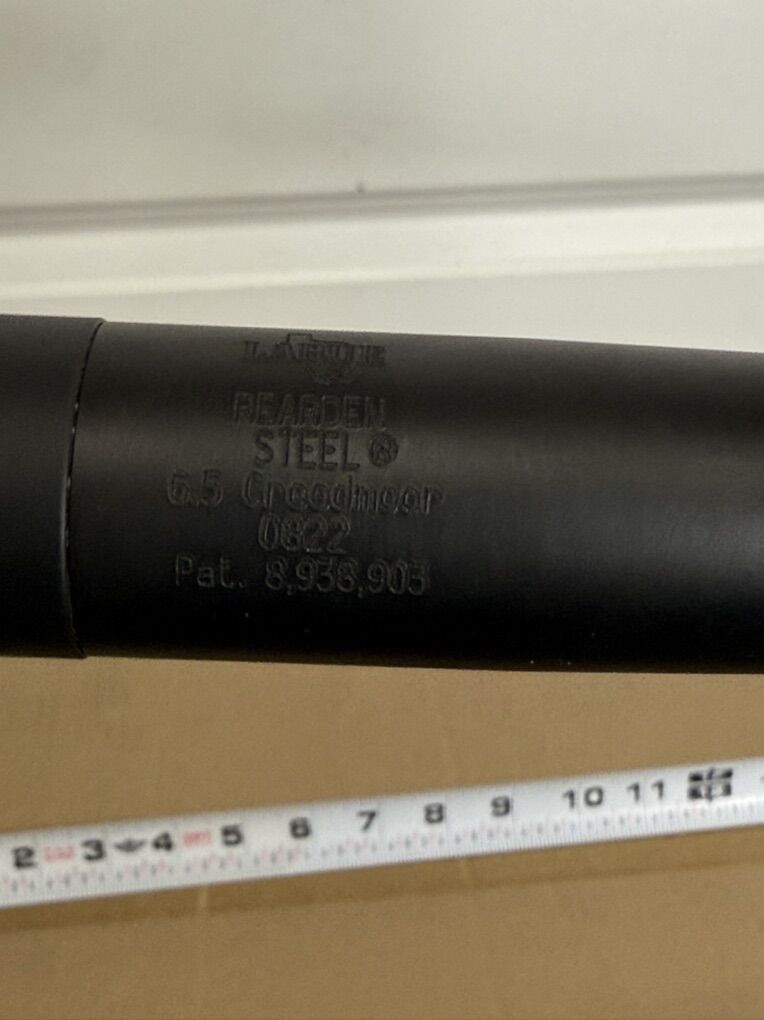 LARUE
REARDEN
STEEL®
6.5 Creedmoor
0822
Pat. 8,938,903
2 3 4 5 6 7 8 9 10 11